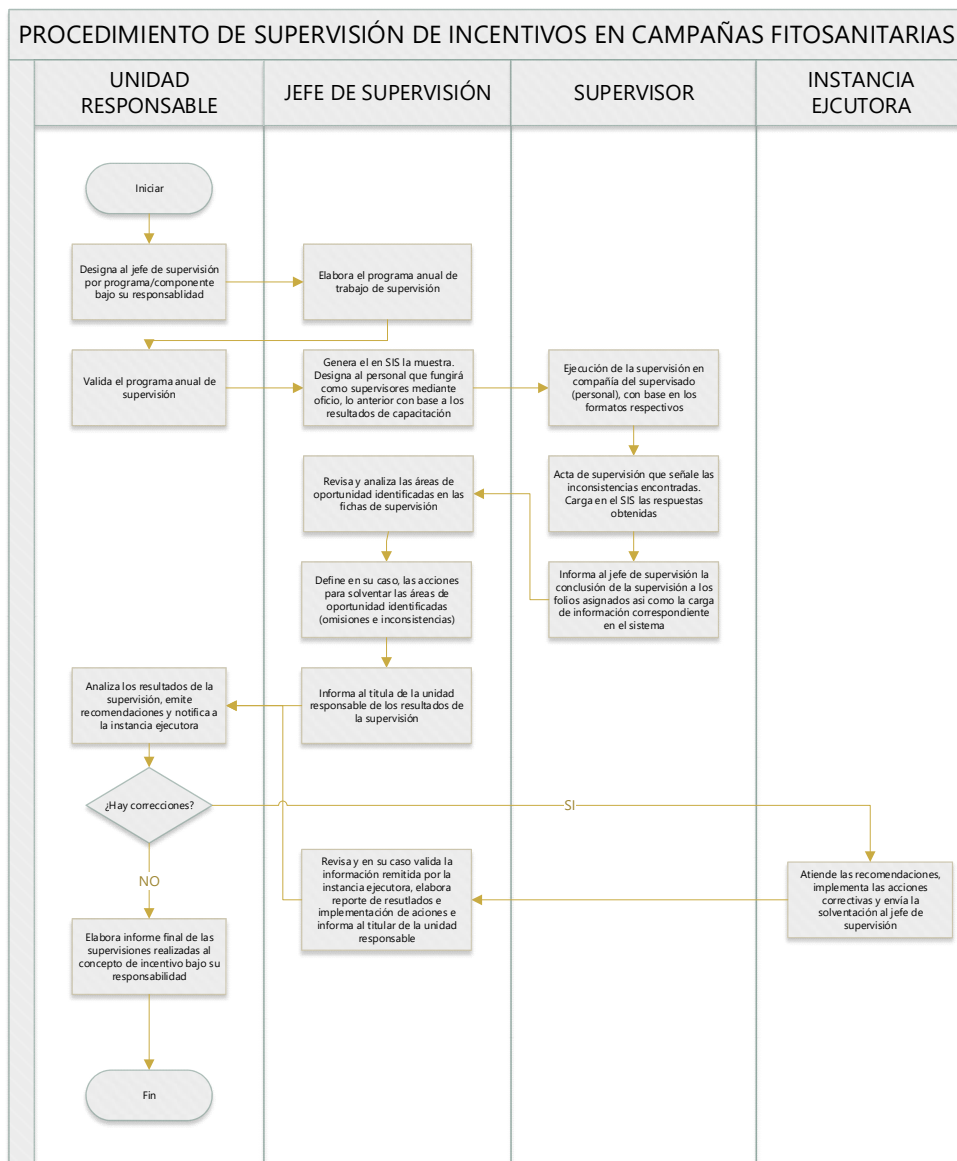 PROCEDIMIENTO DE SUPERVISIÓN DE INCENTIVOS EN CAMPAÑAS FITOSANITARIAS
UNIDAD
RESPONSABLE
JEFE DE SUPERVISIÓN
SUPERVISOR
INSTANCIA
EJCUTORA
Iniciar
Designa al jefe de supervisión
por programa/componente
bajo su responsablidad
Elabora el programa anual de
trabajo de supervisión
Valida el programa anual de
supervisión
Genera el en SIS la muestra.
Designa al personal que fungirá
como supervisores mediante
oficio, lo anterior con base a los
resultados de capacitación
Ejecución de la supervisión en
compañía del supervisado
(personal), con base en los
formatos respectivos
Acta de supervisión que señale las
inconsistencias encontradas.
Carga en el SIS las respuestas
obtenidas
Revisa y analiza las áreas de
oportunidad identificadas en las
fichas de supervisión
Informa al jefe de supervisión la
conclusión de la supervisión a los
folios asignados asi como la carga
de información correspondiente
en el sistema
Define en su caso, las acciones
para solventar las áreas de
oportunidad identificadas
(omisiones e inconsistencias)
Informa al titula de la unidad
responsable de los resultados de
la supervisión
Analiza los resultados de la
supervisión, emite
recomendaciones y notifica a
la instancia ejecutora
¿Hay correcciones?
SI
NO
Atiende las recomendaciones,
implementa las acciones
correctivas y envía la
solventación al jefe de
supervisión
Revisa y en su caso valida la
información remitida por la
instancia ejecutora, elabora
reporte de resutlados e
implementación de aciones e
informa al titular de la unidad
responsable
Elabora informe final de las
supervisiones realizadas al
concepto de incentivo bajo su
responsabilidad
Fin